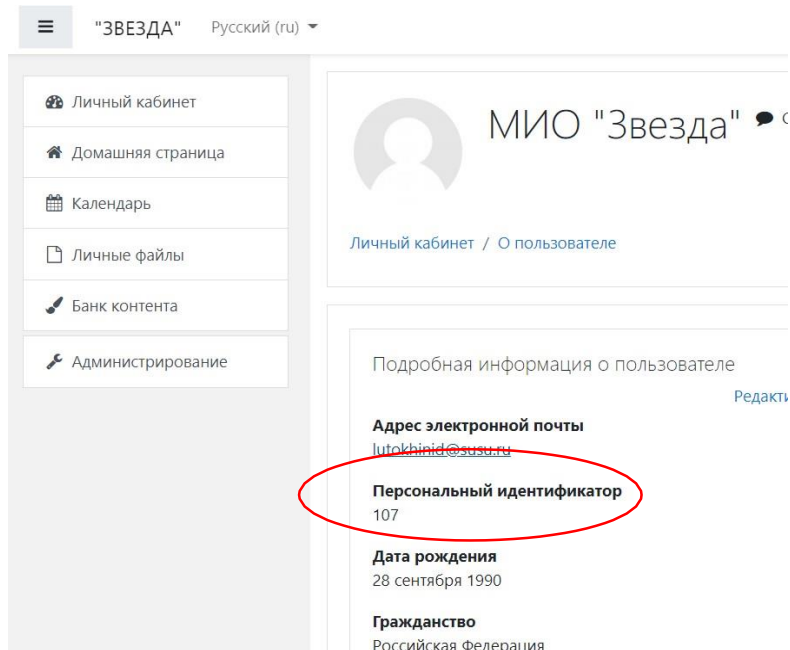 "ЗВЕЗДА" Русский (ru)
Личный кабинет
Домашняя страница
Календарь
Личные файлы
Банк контента
Администрирование
МИО "Звезда"
Личный кабинет / О пользователе
Подробная информация о пользователе
Адрес электронной почты
lutokhinid@susu.ru
Персональный идентификатор
107
Дата рождения
28 сентября 1990
Гражданство
Российская Федерация